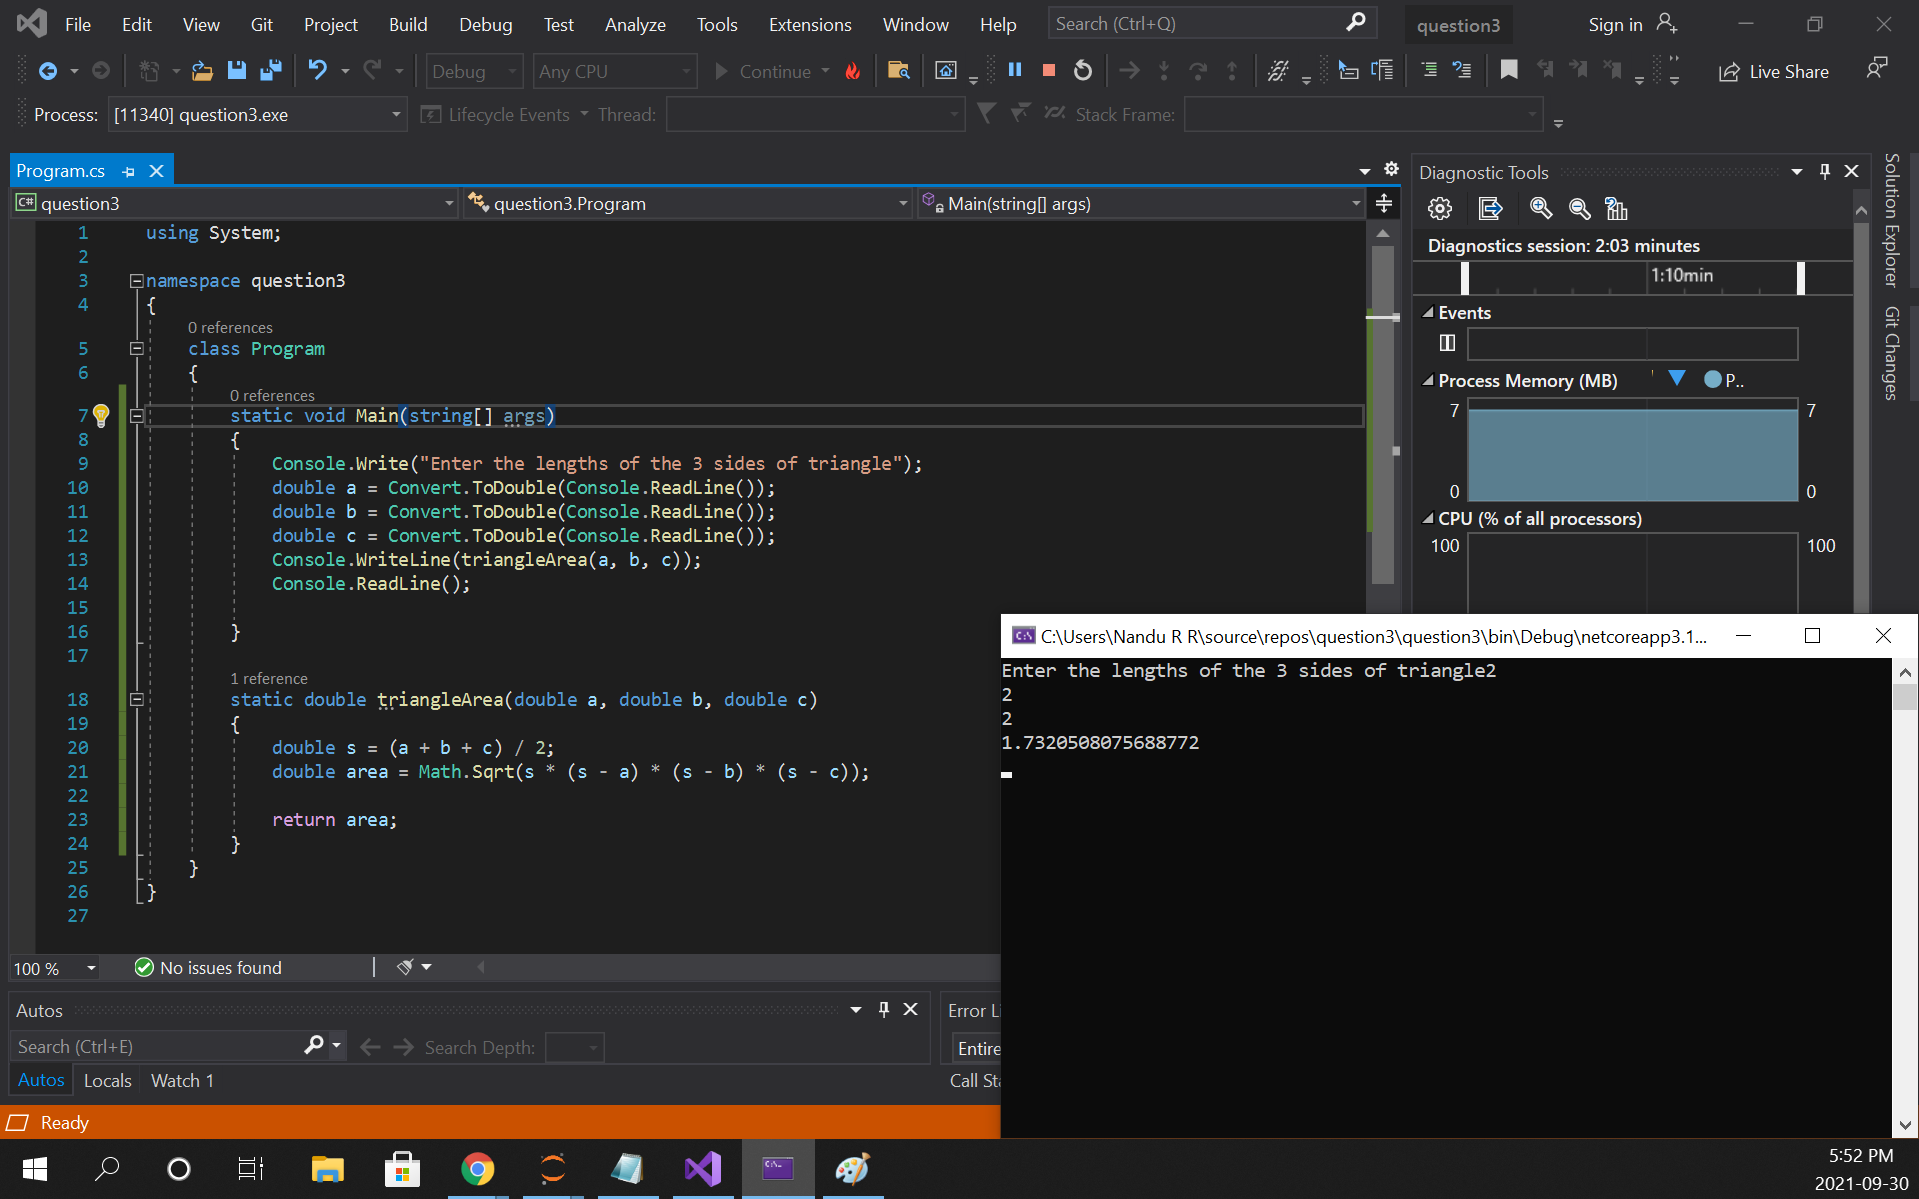 File Edit View Git Project Build Debug Test Analyze Tools Extensions Window Help Search (Ctrl+Q) question3 Sign in
Debug Any CPU Continue Live Share
Process: [11340] question3.exe Lifecycle Events Thread: Stack Frame:
Program.cs
question3 question3.Program Main(string[] args)
1 using System;
2
3 namespace question3
4 {
0 references
5 class Program
6 {
0 references
7 static void Main(string[] args)
8 {
9 Console.Write("Enter the lengths of the 3 sides of triangle");
10 double a = Convert.ToDouble(Console.ReadLine());
11 double b = Convert.ToDouble(Console.ReadLine());
12 double c = Convert.ToDouble(Console.ReadLine());
13 Console.WriteLine(triangleArea(a, b, c));
14 Console.ReadLine();
15
16 }
17
1 reference
18 static double triangleArea(double a, double b, double c)
19 {
20 double s = (a + b + c) / 2;
21 double area = Math.Sqrt(s * (s - a) * (s - b) * (s - c));
22
23 return area;
24 }
25 }
26 }
27
100 % No issues found
Autos
Search (Ctrl+E) Search Depth:
Autos Locals Watch 1
Error Li
Entire
Call Sta
Ready
Diagnostic Tools
Diagnostics session: 2:03 minutes
1:10min
Events
Process Memory (MB) P..
7 7
0 0
CPU (% of all processors)
100 100
Solution Explorer
Git Changes
C:\Users\Nandu R R\source\repos\question3\question3\bin\Debug\netcoreapp3.1...
Enter the lengths of the 3 sides of triangle2
2
2
1.7320508075688772
5:52 PM
2021-09-30